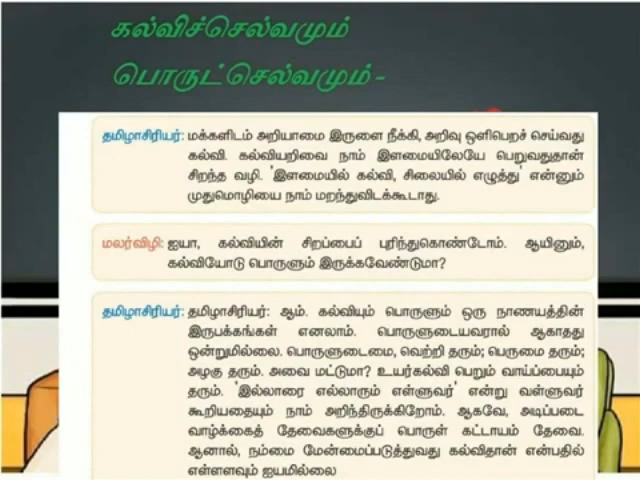 கல்விச்செல்வமும்
பொருட்செல்வமும்-
தமிழாசிரியர்: மக்களிடம் அறியாமை இருளை நீக்கி, அறிவு ஒளிபெறச் செய்வது
கல்வி. கல்வியறிவை நாம் இளமையிலேயே பெறுவதுதான்
சிறந்த வழி. 'இளமையில் கல்வி, சிலையில் எழுத்து' என்னும்
முதுமொழியை நாம் மறந்துவிடக்கூடாது.
மலர்விழி: ஐயா, கல்வியின் சிறப்பைப் புரிந்துகொண்டோம். ஆயினும்,
கல்வியோடு பொருளும் இருக்கவேண்டுமா?
தமிழாசிரியர்: தமிழாசிரியர்: ஆம். கல்வியும் பொருளும் ஒரு நாணயத்தின்
இருபக்கங்கள் எனலாம். பொருளுடையவரால் ஆகாதது
ஒன்றுமில்லை. பொருளுடைமை, வெற்றி தரும்; பெருமை தரும்;
அழகு தரும். அவை மட்டுமா? உயர்கல்வி பெறும் வாய்ப்பையும்
தரும். 'இல்லாரை எல்லாரும் எள்ளுவர்' என்று வள்ளுவர்
கூறியதையும் நாம் அறிந்திருக்கிறோம். ஆகவே, அடிப்படை
வாழ்க்கைத் தேவைகளுக்குப் பொருள் கட்டாயம் தேவை.
ஆனால், நம்மை மேன்மைப்படுத்துவது கல்விதான் என்பதில்
எள்ளளவும் ஐயமில்லை